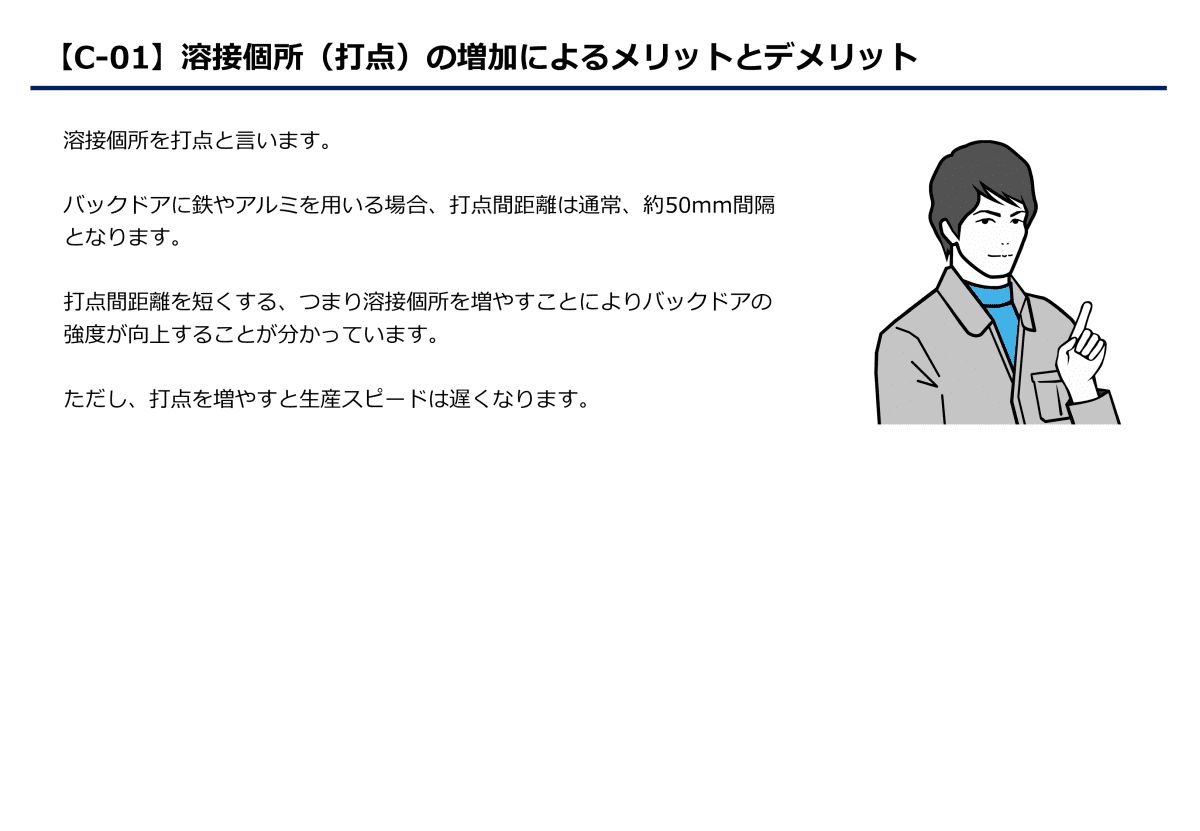 【C-01】溶接個所（打点）の増加によるメリットとデメリット
溶接個所を打点と言います。
バックドアに鉄やアルミを用いる場合、打点間距離は通常、約50mm間隔
となります。
打点間距離を短くする、つまり溶接個所を増やすことによりバックドアの
強度が向上することが分かっています。
ただし、打点を増やすと生産スピードは遅くなります。